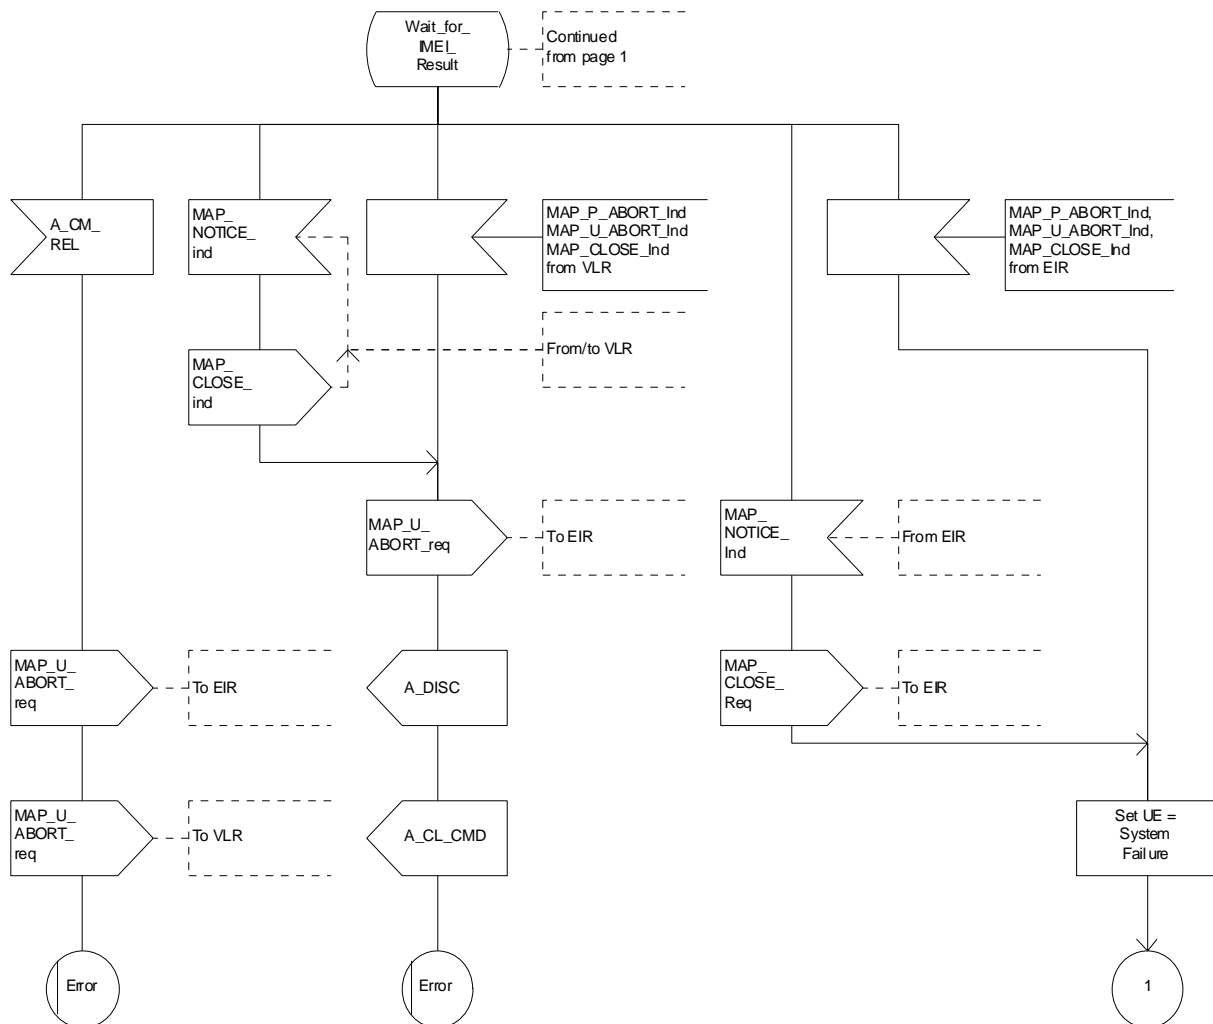 Wait_for_
IMEI_
Result
Continued
from page 1
A_CM_
REL
MAP_
NOTICE_
ind
MAP_P_ABORT_Ind
MAP_U_ABORT_Ind
MAP_CLOSE_Ind
from VLR
MAP_P_ABORT_Ind,
MAP_U_ABORT_Ind,
MAP_CLOSE_Ind
from EIR
From/to VLR
MAP_
CLOSE_
ind
MAP_U_
ABORT_req
To EIR
MAP_
NOTICE_
Ind
From EIR
MAP_U_
ABORT_
req
To EIR
A_DISC
MAP_
CLOSE_
Req
To EIR
MAP_U_
ABORT_
req
To VLR
A_CL_CMD
Set UE =
System
Failure
Error
Error
1